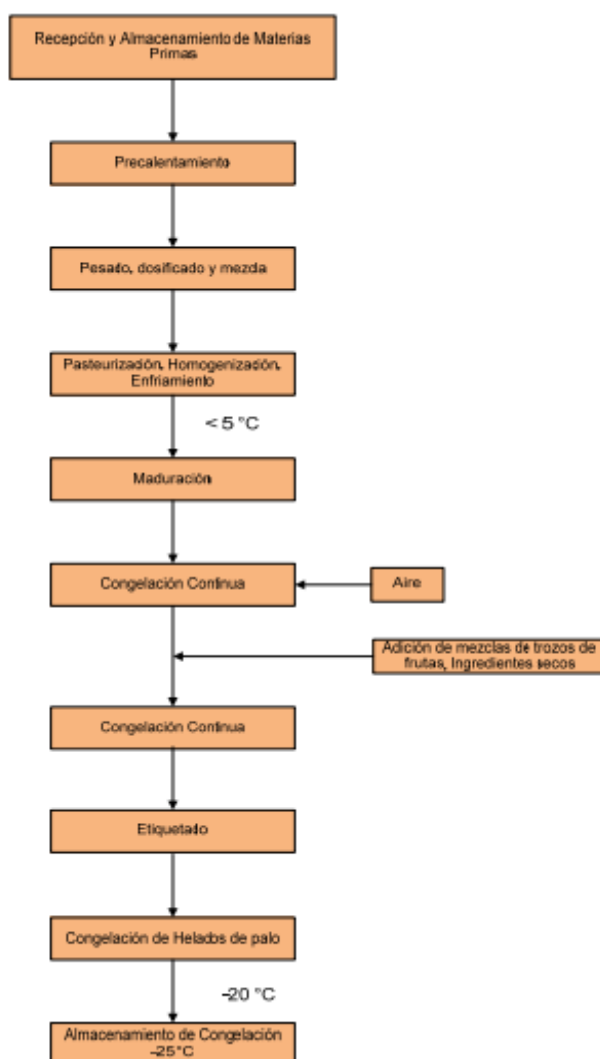 Recepción y Almacenamiento de Materias
Primas
Precalentamiento
Pesado, dosificado y mezcla
Pasteurización, Homogenización,
Enfriamiento
< 5 °C
Maduración
Congelación Continua
Aire
Adición de mezclas de trozos de
frutas, Ingredientes secos
Congelación Continua
Etiquetado
Congelación de Helados de palo
-20 °C
Almacenamiento de Congelación
-25°C